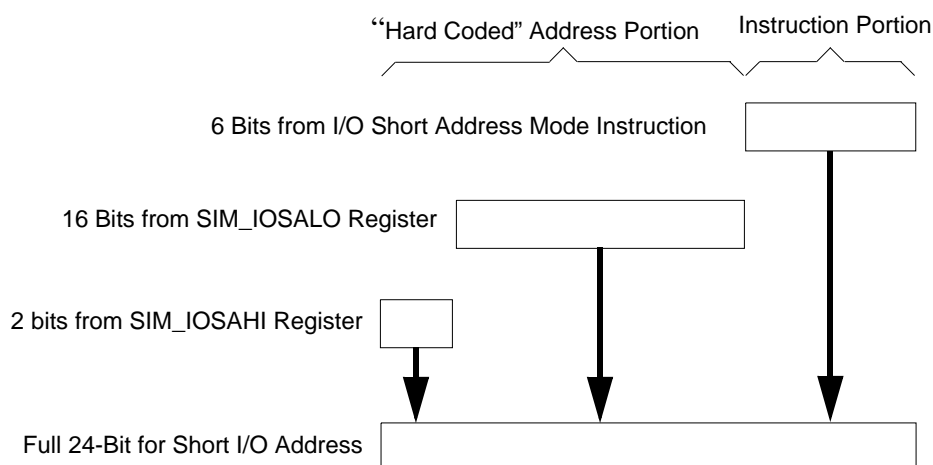 “Hard Coded” Address Portion
Instruction Portion
6 Bits from I/O Short Address Mode Instruction
16 Bits from SIM_IOSALO Register
2 bits from SIM_IOSAHI Register
Full 24-Bit for Short I/O Address